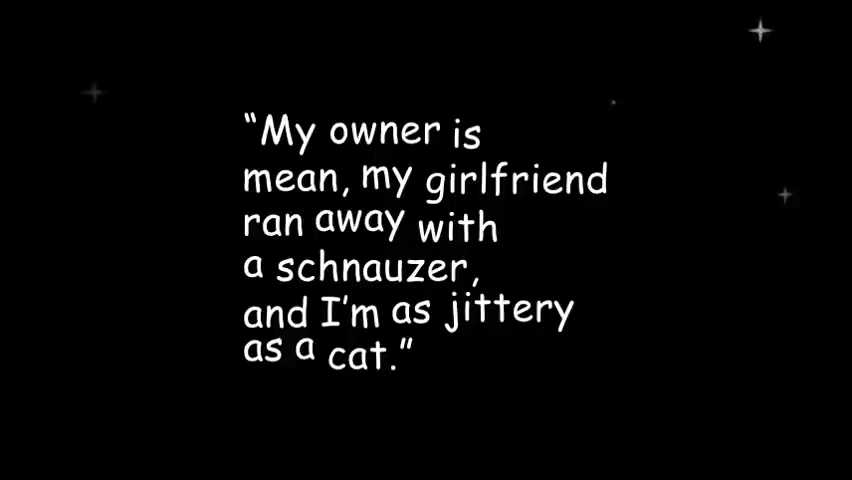 “My owner is
mean, my girlfriend
ran away with
a schnauzer,
and I’m as jittery
as a cat.”